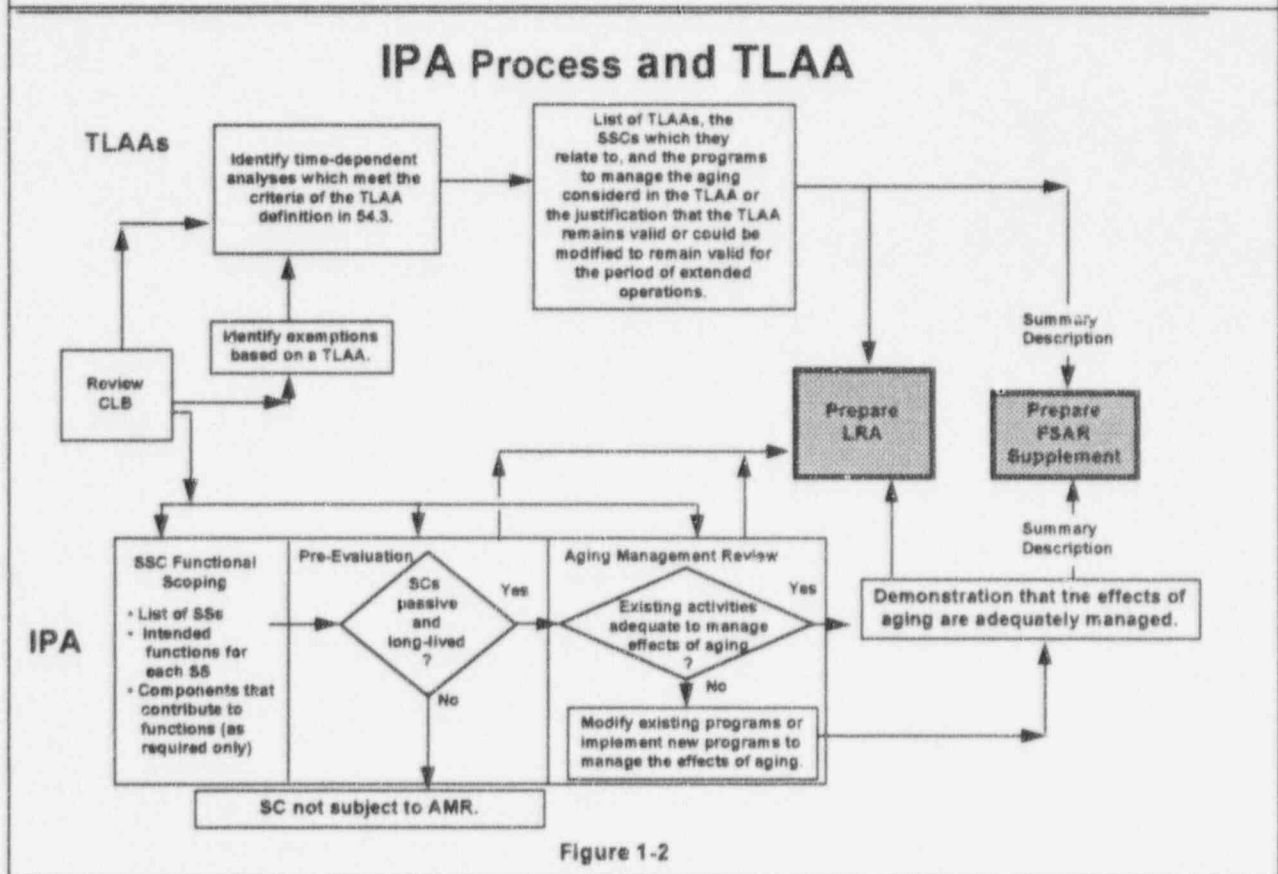 IPA Process and TLAA
TLAAs
Identify time-dependent
analyses which meet the
criteria of the TLAA
definition in 54.3.
List of TLAAs, the
SSCs which they
relate to, and the programs
to manage the aging
considerd in the TLAA or
the justification that the TLAA
remains valid or could be
modified to remain valid for
the period of extended
operations.
Identify exemptions
based on a TLAA.
Review
CLB
Summary
Description
Prepare
LRA
Prepare
FSAR
Supplement
IPA
SSC Functional
Scoping
• List of SSs
• Intended
functions for
each SS
• Components that
contribute to
functions (as
required only)
Pre-Evaluation
SCs
passive
and
long-lived
?
Yes
No
SC not subject to AMR.
Aging Management Review
Existing activities
adequate to manage
effects of aging
?
Yes
No
Modify existing programs or
implement new programs to
manage the effects of aging.
Summary
Description
Demonstration that the effects of
aging are adequately managed.
Figure 1-2